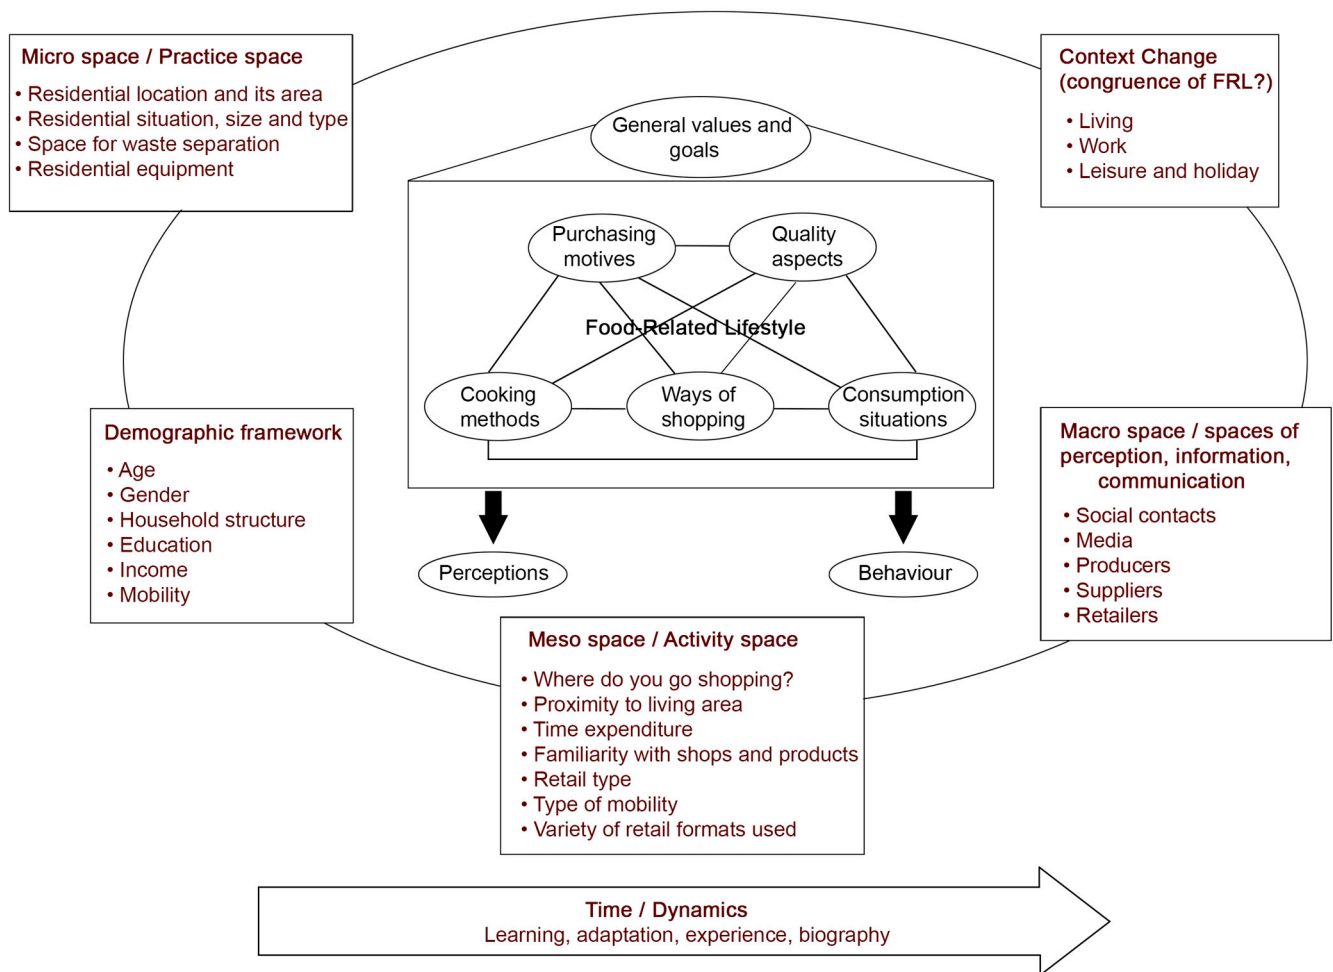 Micro space / Practice space
• Residential location and its area
• Residential situation, size and type
• Space for waste separation
• Residential equipment
Context Change
(congruence of FRL?)
• Living
• Work
• Leisure and holiday
General values and
goals
Purchasing
motives
Quality
aspects
Food-Related Lifestyle
Cooking
methods
Ways of
shopping
Consumption
situations
Perceptions
Behaviour
Demographic framework
• Age
• Gender
• Household structure
• Education
• Income
• Mobility
Macro space / spaces of
perception, information,
communication
• Social contacts
• Media
• Producers
• Suppliers
• Retailers
Meso space / Activity space
• Where do you go shopping?
• Proximity to living area
• Time expenditure
• Familiarity with shops and products
• Retail type
• Type of mobility
• Variety of retail formats used
Time / Dynamics
Learning, adaptation, experience, biography